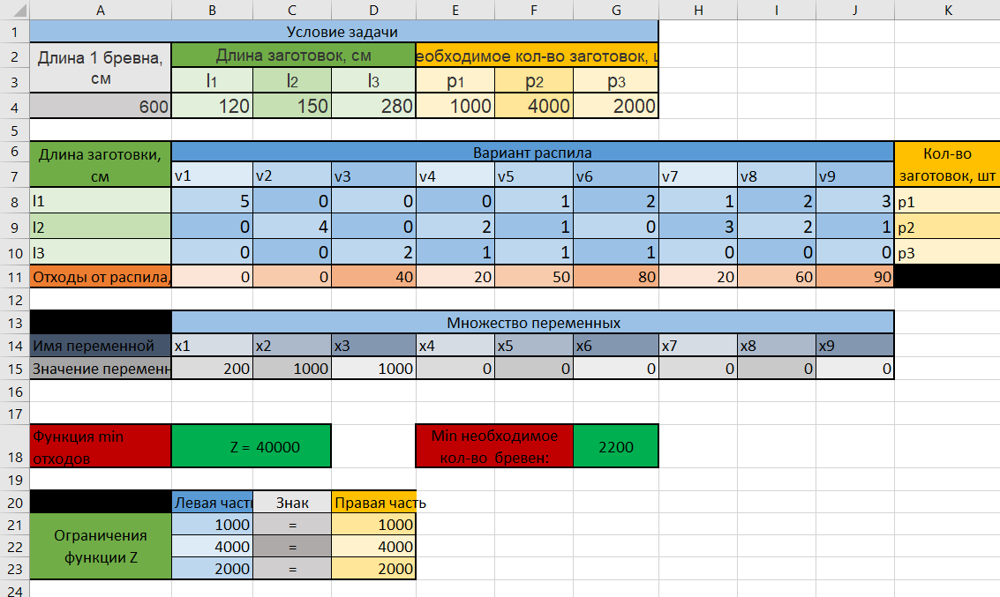 A B C D E F G H I J K
1 Условие задачи
2 Длина 1 бревна, см Длина заготовок, см еобходимое кол-во заготовок, ш
3 l1 l2 l3 p1 p2 p3
4 600 120 150 280 1000 4000 2000
5
6 Длина заготовки, Вариант распила Кол-во
7 см v1 v2 v3 v4 v5 v6 v7 v8 v9 заготовок, шт
8 l1 5 0 0 0 1 2 1 2 3 p1
9 l2 0 4 0 2 1 0 3 2 1 p2
10 l3 0 0 2 1 1 1 0 0 0 p3
11 Отходы от распила, 0 0 40 20 50 80 20 60 90
12
13 Множество переменных
14 Имя переменной x1 x2 x3 x4 x5 x6 x7 x8 x9
15 Значение переменн 200 1000 1000 0 0 0 0 0 0
16
17
Функция min Min необходимое
18 отходов Z = 40000 кол-во бревен: 2200
19
20 Левая часть Знак Правая часть
21 Ограничения 1000 = 1000
22 функции Z 4000 = 4000
23 2000 = 2000
24